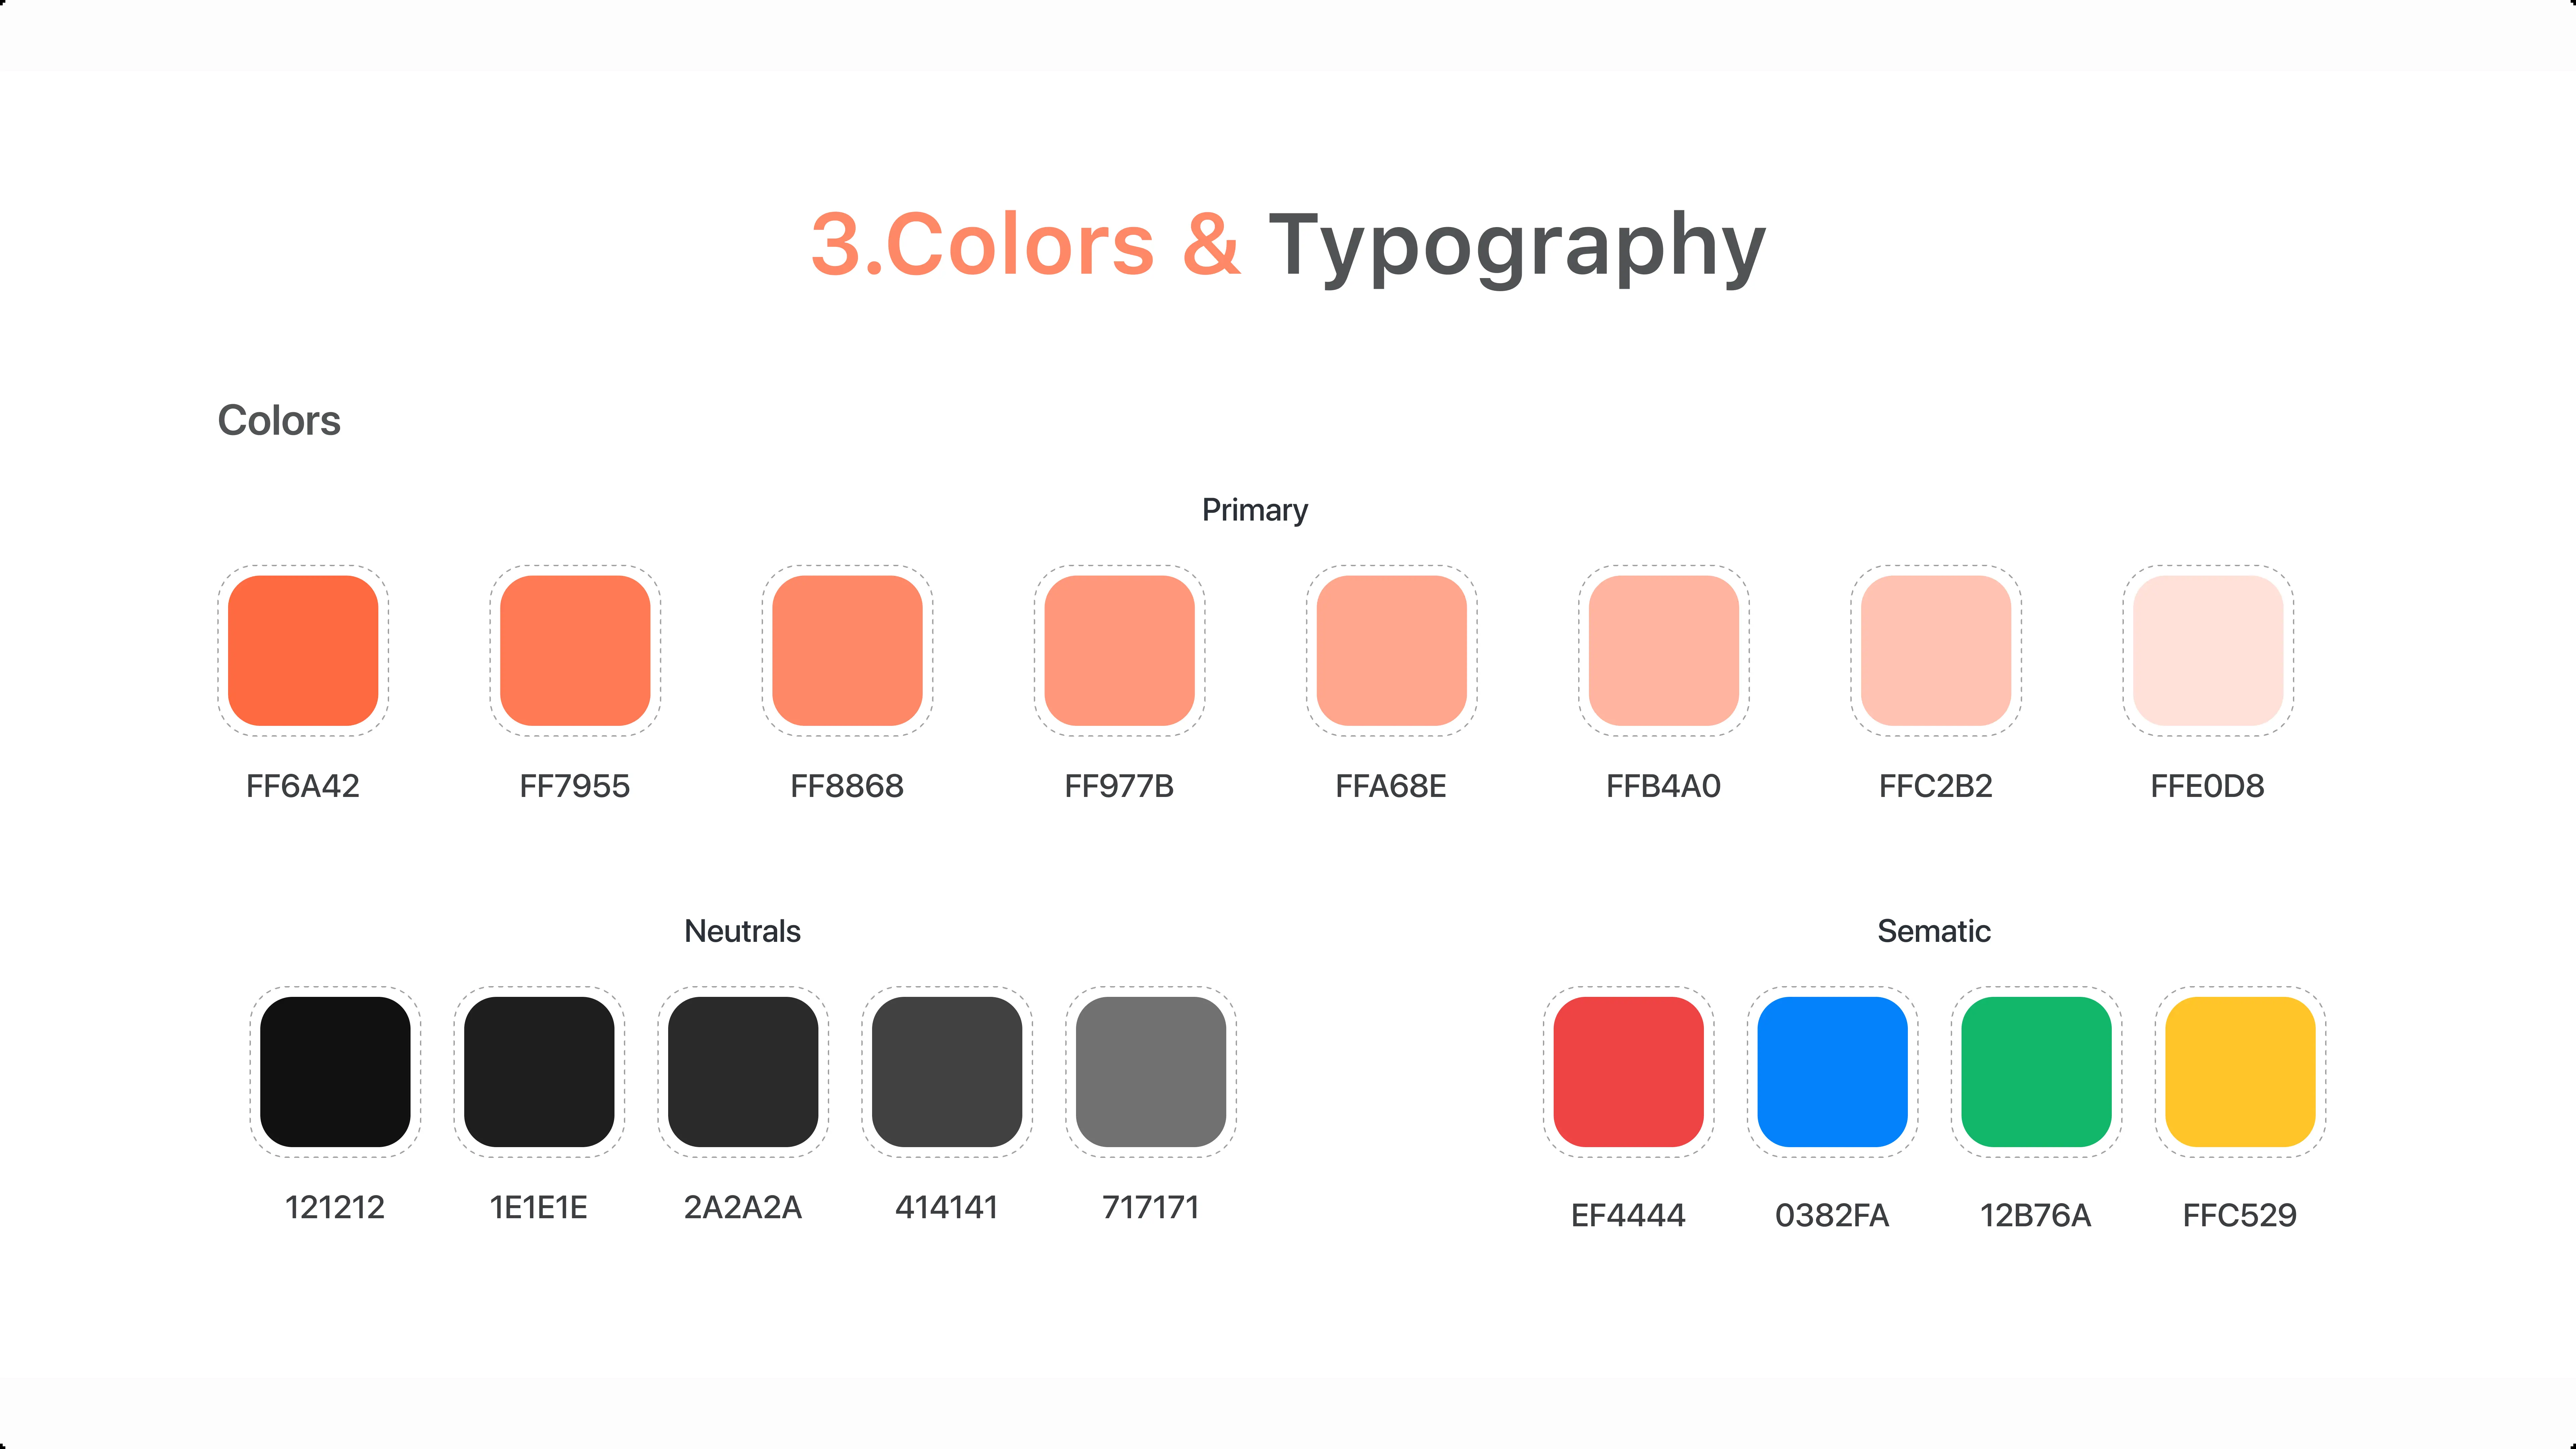 3.Colors & Typography
Colors
Primary
FF6A42 FF7955 FF8868 FF977B FFA68E FFB4A0 FFC2B2 FFE0D8
Neutrals
121212 1E1E1E 2A2A2A 414141 717171
Sematic
EF4444 0382FA 12B76A FFC529